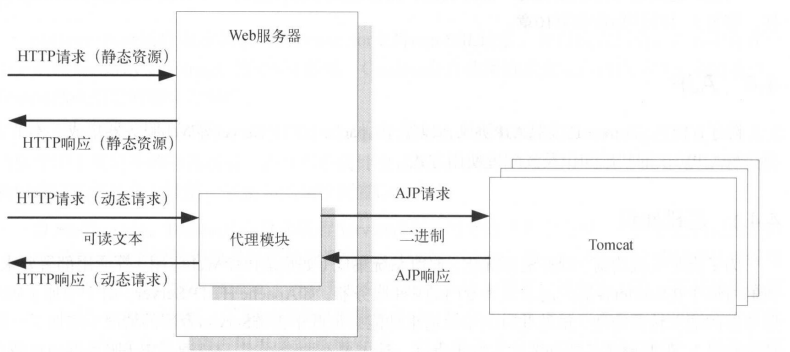 Web服务器
HTTP请求（静态资源）
HTTP响应（静态资源）
HTTP请求（动态请求）
可读文本
HTTP响应（动态请求）
代理模块
AJP请求
二进制
AJP响应
Tomcat